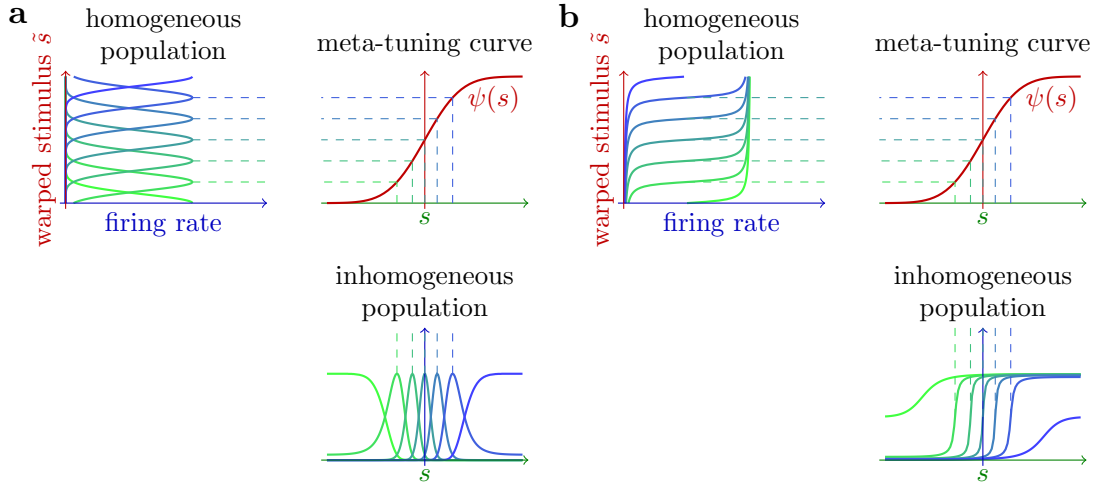 a
homogeneous
population
meta-tuning curve
warped stimulus s̃
ψ(s)
firing rate
s
inhomogeneous
population
s
b
homogeneous
population
meta-tuning curve
warped stimulus s̃
ψ(s)
firing rate
s
inhomogeneous
population
s